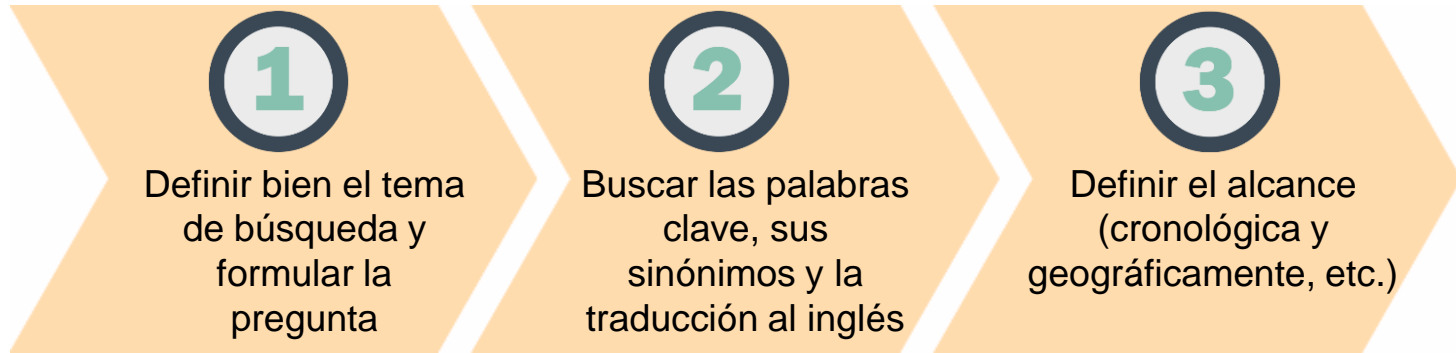 1
Definir bien el tema
de búsqueda y
formular la
pregunta
2
Buscar las palabras
clave, sus
sinónimos y la
traducción al inglés
3
Definir el alcance
(cronológica y
geográficamente, etc.)